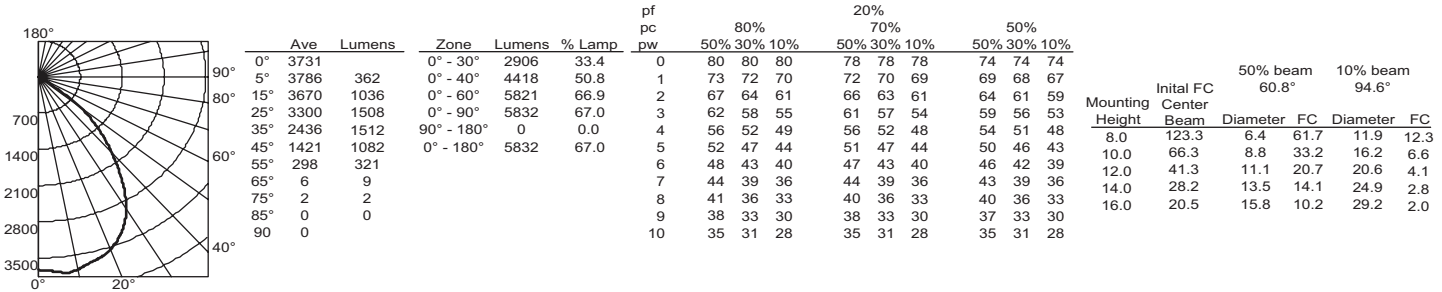 180°
90°
80°
60°
40°
20°
0°
700
1400
2100
2800
3500
Ave Lumens
0° 3731
5° 3786 362
15° 3670 1036
25° 3300 1508
35° 2436 1512
45° 1421 1082
55° 298 321
65° 6 9
75° 2 2
85° 0 0
90 0
Zone Lumens % Lamp
0° - 30° 2906 33.4
0° - 40° 4418 50.8
0° - 60° 5821 66.9
0° - 90° 5832 67.0
90° - 180° 0 0.0
0° - 180° 5832 67.0
pf 20%
pc 80% 70% 50%
pw 50% 30% 10% 50% 30% 10% 50% 30% 10%
0 80 80 80 78 78 78 74 74 74
1 73 72 70 72 70 69 69 68 67
2 67 64 61 66 63 61 64 61 59
3 62 58 55 61 57 54 59 56 53
4 56 52 49 56 52 48 54 51 48
5 52 47 44 51 47 44 50 46 43
6 48 43 40 47 43 40 46 42 39
7 44 39 36 44 39 36 43 39 36
8 41 36 33 40 36 33 40 36 33
9 38 33 30 38 33 30 37 33 30
10 35 31 28 35 31 28 35 31 28
50% beam 10% beam
60.8° 94.6°
Mounting Height Inital FC Center Beam Diameter FC Diameter FC
8.0 123.3 6.4 61.7 11.9 12.3
10.0 66.3 8.8 33.2 16.2 6.6
12.0 41.3 11.1 20.7 20.6 4.1
14.0 28.2 13.5 14.1 24.9 2.8
16.0 20.5 15.8 10.2 29.2 2.0